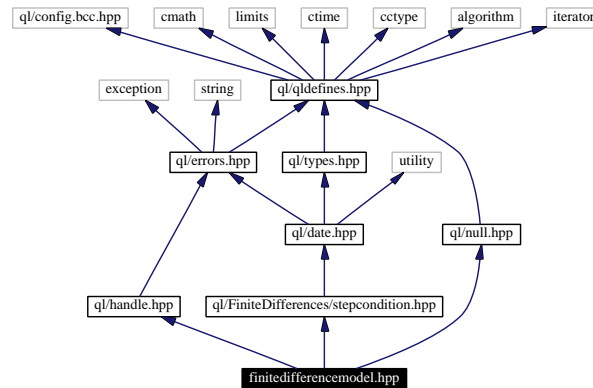 ql/config.bcc.hpp
cmath
limits
ctime
cctype
algorithm
iterator
exception
string
ql/qldefines.hpp
ql/errors.hpp
ql/types.hpp
utility
ql/date.hpp
ql/null.hpp
ql/handle.hpp
ql/FiniteDifferences/stepcondition.hpp
finitedifferencemodel.hpp